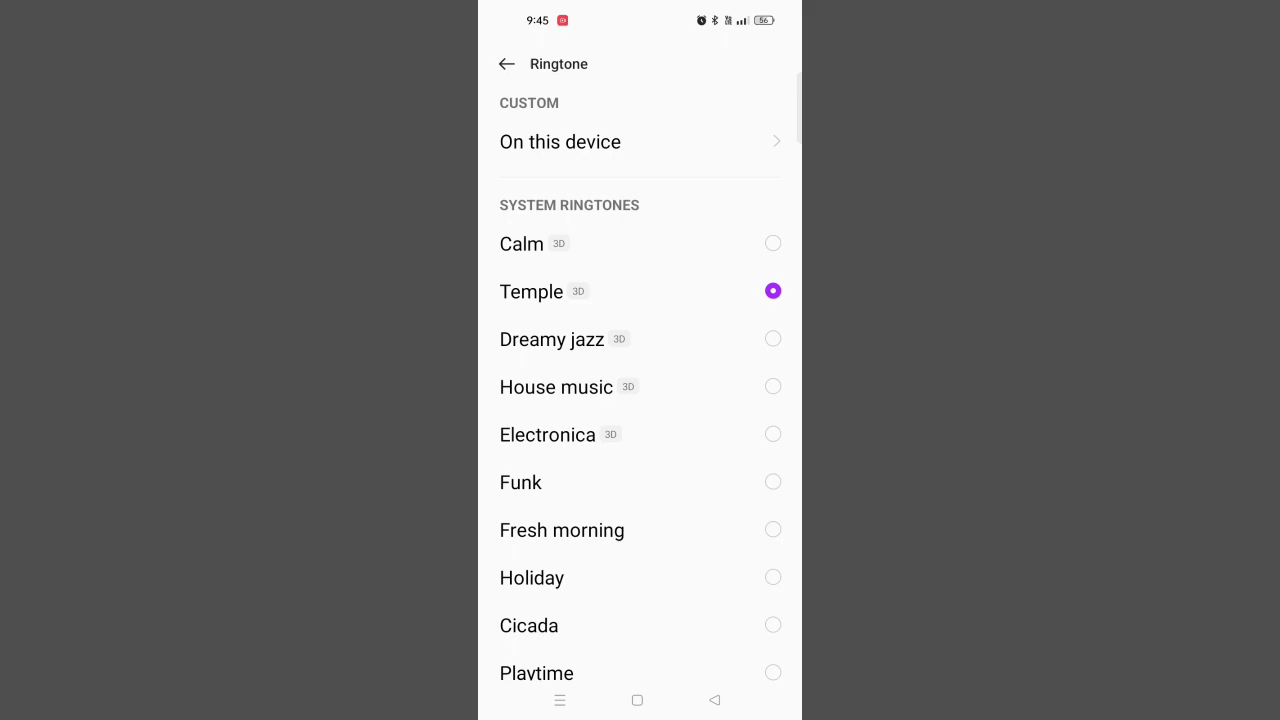 9:45 56
Ringtone
CUSTOM
On this device
SYSTEM RINGTONES
Calm 3D
Temple 3D
Dreamy jazz 3D
House music 3D
Electronica 3D
Funk
Fresh morning
Holiday
Cicada
Playtime